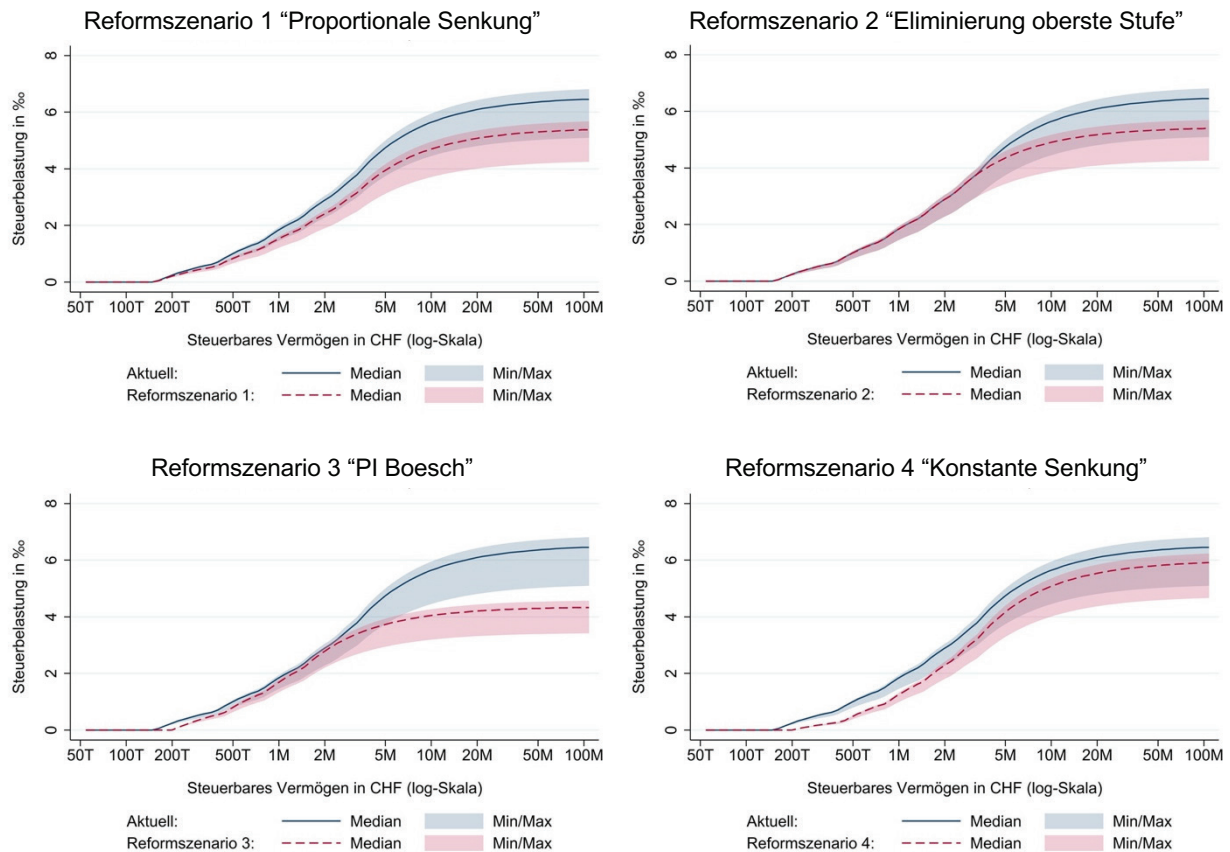 Reformszenario 1 “Proportionale Senkung”
Steuerbelastung in ‰
8
6
4
2
0
50T 100T 200T 500T 1M 2M 5M 10M 20M 50M 100M
Steuerbares Vermögen in CHF (log-Skala)
Aktuell: Median Min/Max
Reformszenario 1: Median Min/Max
Reformszenario 2 “Eliminierung oberste Stufe”
Steuerbelastung in ‰
8
6
4
2
0
50T 100T 200T 500T 1M 2M 5M 10M 20M 50M 100M
Steuerbares Vermögen in CHF (log-Skala)
Aktuell: Median Min/Max
Reformszenario 2: Median Min/Max
Reformszenario 3 “PI Boesch”
Steuerbelastung in ‰
8
6
4
2
0
50T 100T 200T 500T 1M 2M 5M 10M 20M 50M 100M
Steuerbares Vermögen in CHF (log-Skala)
Aktuell: Median Min/Max
Reformszenario 3: Median Min/Max
Reformszenario 4 “Konstante Senkung”
Steuerbelastung in ‰
8
6
4
2
0
50T 100T 200T 500T 1M 2M 5M 10M 20M 50M 100M
Steuerbares Vermögen in CHF (log-Skala)
Aktuell: Median Min/Max
Reformszenario 4: Median Min/Max